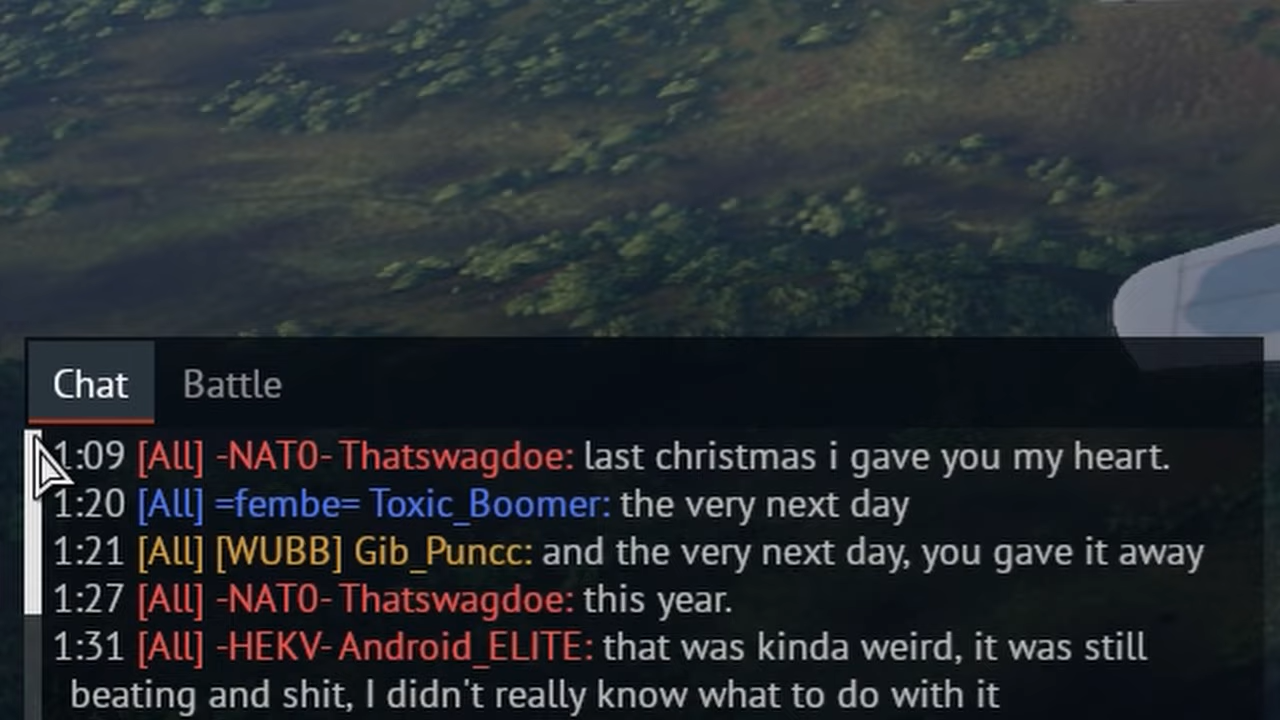 Chat Battle
1:09 [All] -NAT0- Thatswagdoe: last christmas i gave you my heart.
1:20 [All] =fembe= Toxic_Boomer: the very next day
1:21 [All] [WUBB] Gib_Puncc: and the very next day, you gave it away
1:27 [All] -NAT0- Thatswagdoe: this year.
1:31 [All] -HEKV- Android_ELITE: that was kinda weird, it was still
beating and shit, I didn't really know what to do with it